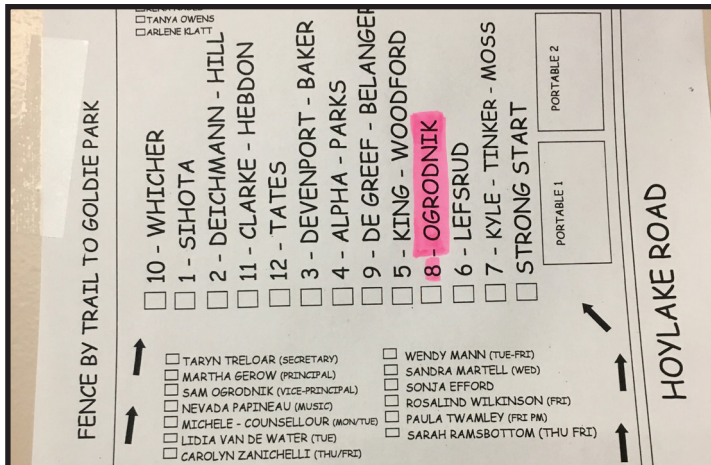 TANYA OWENS
ARLENE KLATT
FENCE BY TRAIL TO GOLDIE PARK
10 - WHICHER
1 - SIHOTA
2 - DEICHMANN - HILL
11 - CLARKE - HEBDON
12 - TATES
3 - DEVENPORT - BAKER
4 - ALPHA - PARKS
9 - DE GREEF - BELANGER
5 - KING - WOODFORD
8 - OGRODNIK
6 - LEFSRUD
7 - KYLE - TINKER - MOSS
STRONG START
PORTABLE 1
PORTABLE 2
HOYLAKE ROAD
TARYN TRELOAR (SECRETARY)
MARTHA GEROW (PRINCIPAL)
SAM OGRODNIK (VICE-PRINCIPAL)
NEVADA PAPINEAU (MUSIC)
MICHELE - COUNSELLOUR (MON/TUE)
LIDIA VAN DE WATER (TUE)
CAROLYN ZANICHELLI (THU/FRI)
WENDY MANN (TUE-FRI)
SANDRA MARTELL (WED)
SONJA EFFORD
ROSALIND WILKINSON (FRI)
PAULA TWAMLEY (FRI PM)
SARAH RAMSBOTTOM (THU FRI)